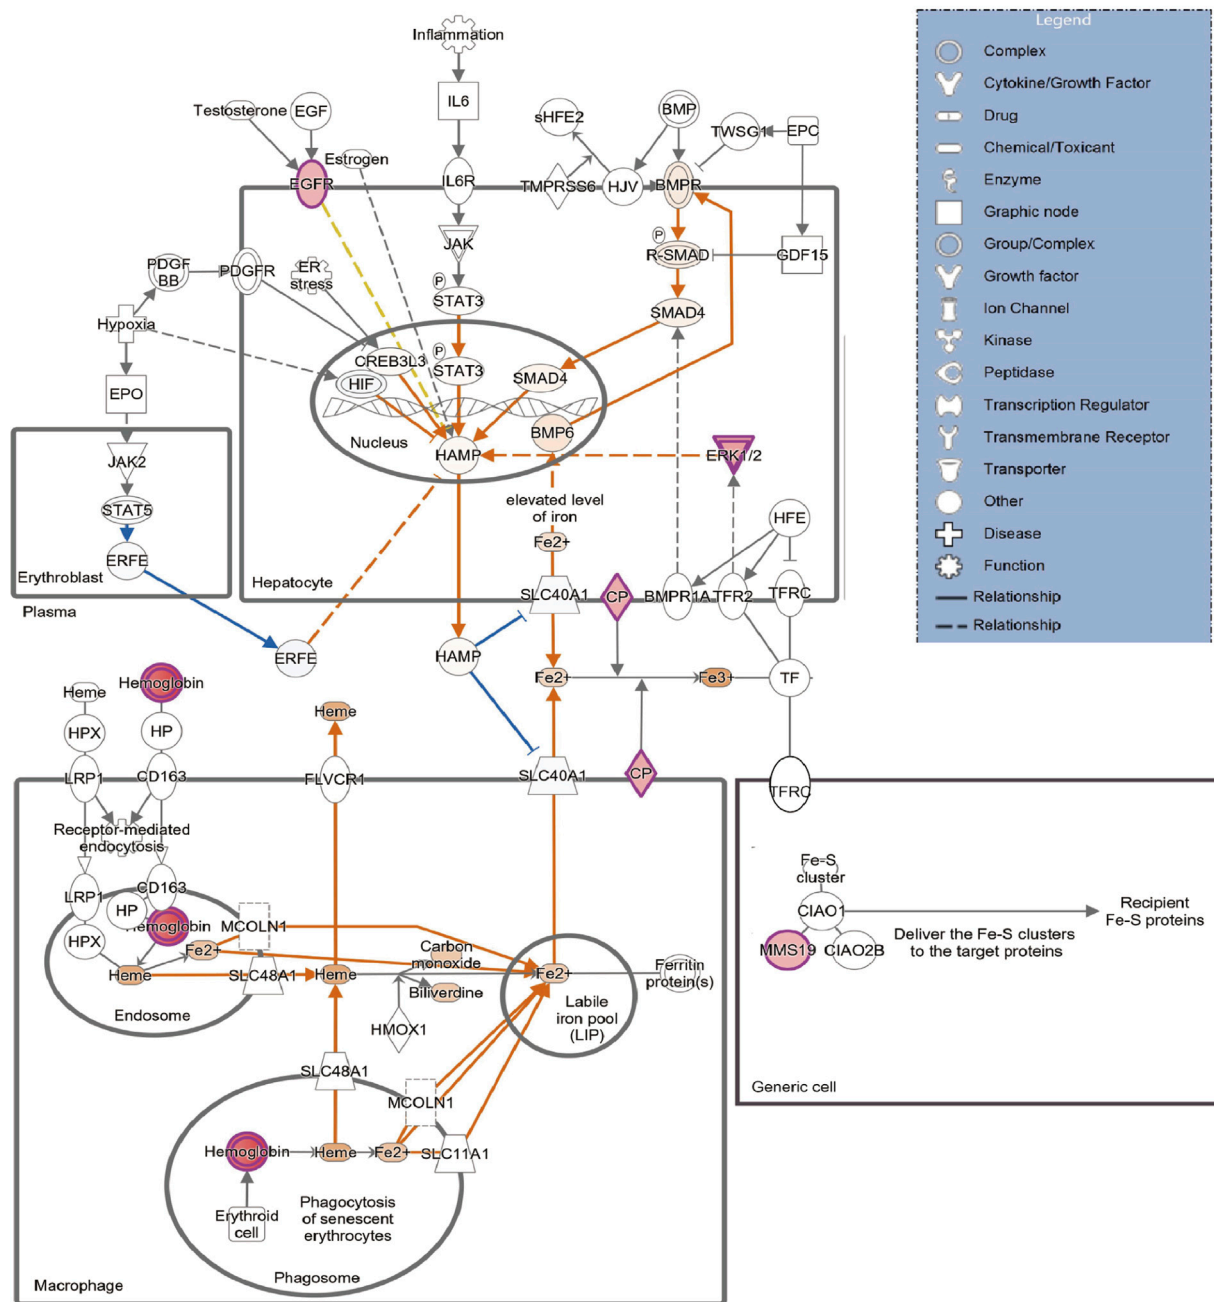 Legend
Complex
Cytokine/Growth Factor
Drug
Chemical/Toxicant
Enzyme
Graphic node
Group/Complex
Growth factor
Ion Channel
Kinase
Peptidase
Transcription Regulator
Transmembrane Receptor
Transporter
Other
Disease
Function
Relationship
Relationship
Inflammation
Testosterone
EGF
IL6
sHFE2
BMP
TWSG1
EPC
Estrogen
EGFR
IL6R
TMPRSS6
HJV
BMPR
JAK
P
R-SMAD
GDF15
PDGF
BB
PDGFR
ER
stress
P
STAT3
SMAD4
Hypoxia
CREB3L3
P
STAT3
SMAD4
HIF
EPO
Nucleus
HAMP
BMP6
ERK1/2
JAK2
elevated level
of iron
STAT5
HFE
Fe2+
ERFE
Erythroblast
Hepatocyte
SLC40A1
CP
BMPR1A
TFR2
TFRC
Plasma
ERFE
HAMP
Fe2+
Fe3+
TF
Heme
Hemoglobin
Heme
HPX
HP
LRP1
CD163
FLVCR1
SLC40A1
CP
TFRC
Receptor-mediated
endocytosis
LRP1
CD163
HP
Hemoglobin
MCOLN1
HPX
Fe2+
Heme
SLC48A1
Heme
Carbon
monoxide
Biliverdine
Fe2+
Ferritin
protein(s)
Endosome
HMOX1
Labile
iron pool
(LIP)
Fe-S
cluster
CIAO1
Recipient
Fe-S proteins
MMS19
CIAO2B
Deliver the Fe-S clusters
to the target proteins
Generic cell
SLC48A1
MCOLN1
Hemoglobin
Heme
Fe2+
SLC11A1
Erythroid
cell
Phagocytosis
of senescent
erythrocytes
Phagosome
Macrophage